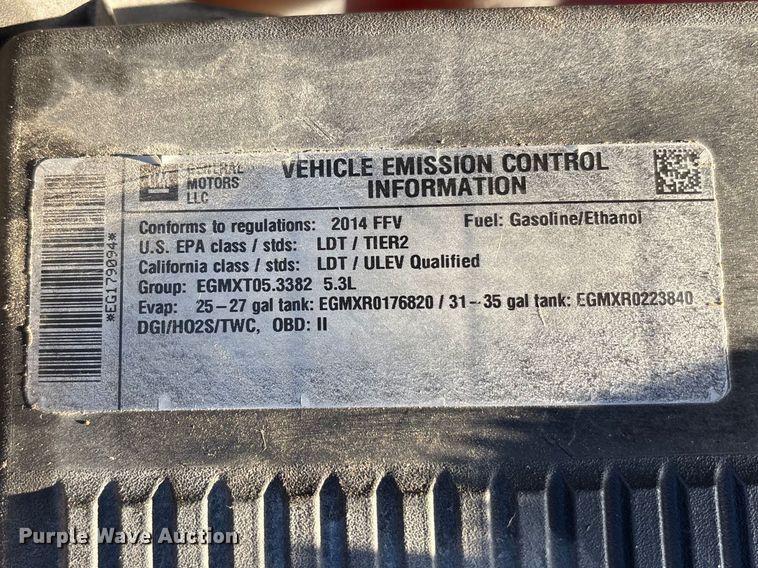 GM GENERAL MOTORS LLC
VEHICLE EMISSION CONTROL
INFORMATION
Conforms to regulations: 2014 FFV Fuel: Gasoline/Ethanol
U.S. EPA class / stds: LDT / TIER2
California class / stds: LDT / ULEV Qualified
Group: EGMXT05.3382 5.3L
Evap: 25-27 gal tank: EGMXR0176820 / 31-35 gal tank: EGMXR0223840
DGI/HO2S/TWC, OBD: II
*EG179094*
Purple Wave Auction